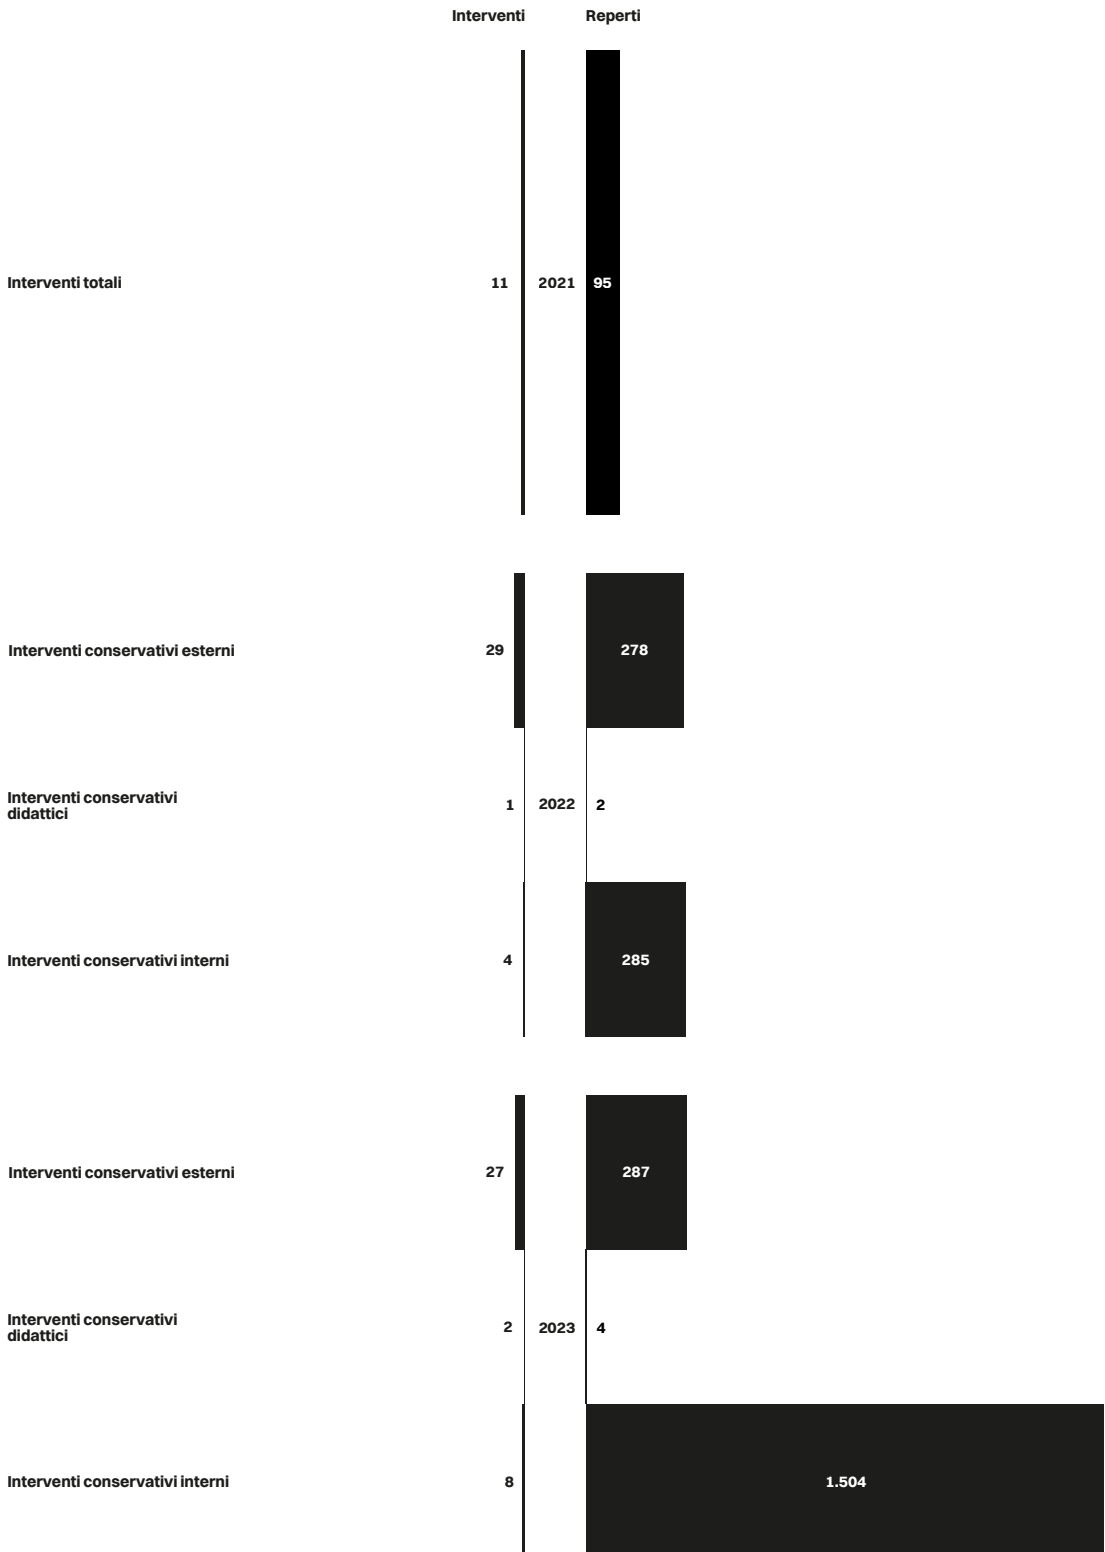 Interventi Reperti
Interventi totali 11 2021 95
Interventi conservativi esterni 29 278
Interventi conservativi
didattici
1 2022 2
Interventi conservativi interni 4 285
Interventi conservativi esterni 27 287
Interventi conservativi
didattici
2 2023 4
Interventi conservativi interni 8 1.504